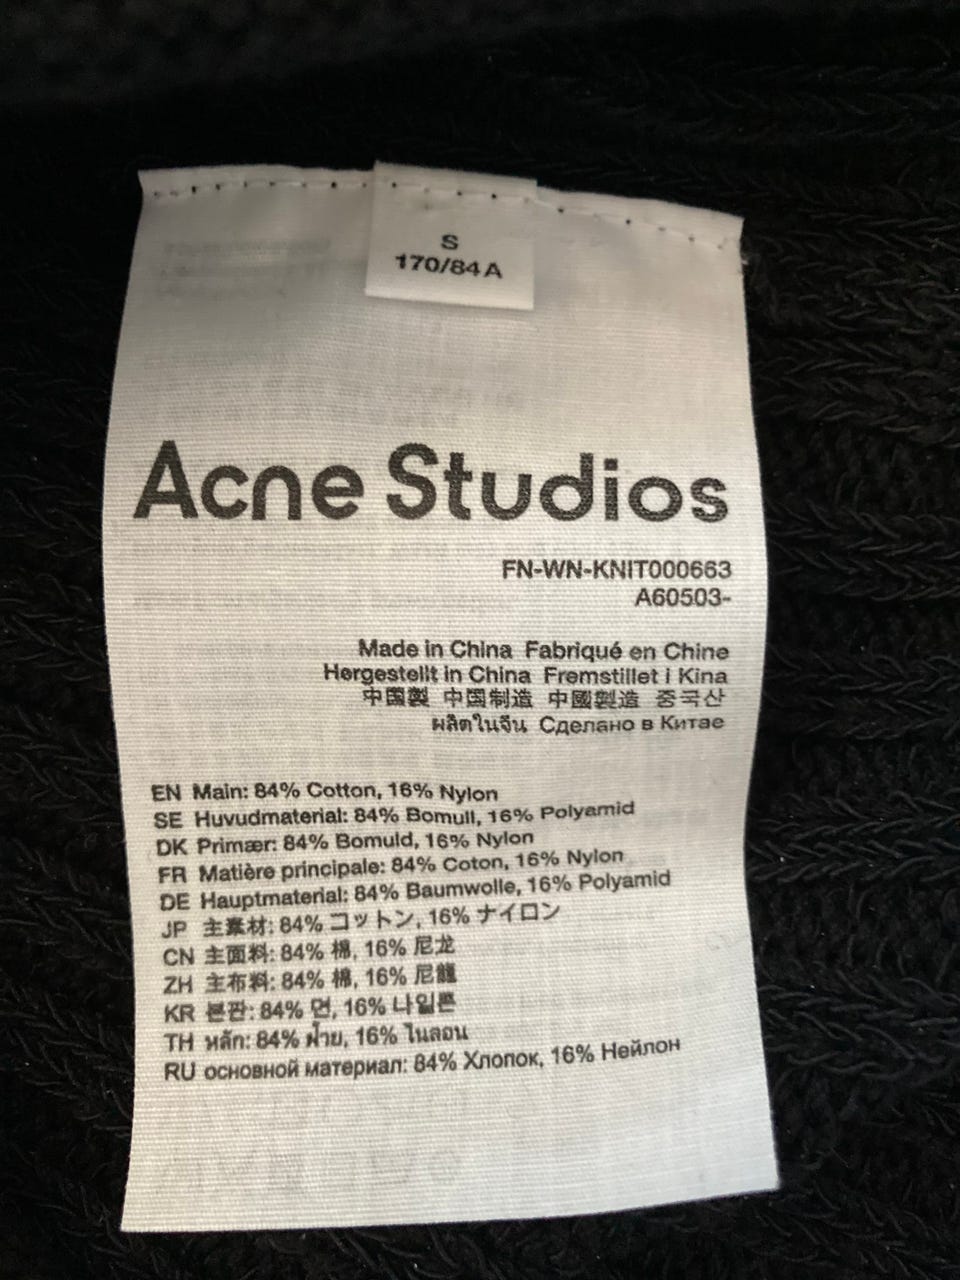 S
170/84A
Acne Studios
FN-WN-KNIT000663
A60503-
Made in China Fabriqué en Chine
Hergestellt in China Fremstillet i Kina
中国製 中国制造 中國製造 중국산
ผลิตในจีน Сделано в Китае
EN Main: 84% Cotton, 16% Nylon
SE Huvudmaterial: 84% Bomull, 16% Polyamid
DK Primær: 84% Bomuld, 16% Nylon
FR Matière principale: 84% Coton, 16% Nylon
DE Hauptmaterial: 84% Baumwolle, 16% Polyamid
JP 主素材: 84% コットン, 16% ナイロン
CN 主面料: 84% 棉, 16% 尼龙
ZH 主布料: 84% 棉, 16% 尼龍
KR 본판: 84% 면, 16% 나일론
TH หลัก: 84% ฝ้าย, 16% ไนลอน
RU основной материал: 84% Хлопок, 16% Нейлон